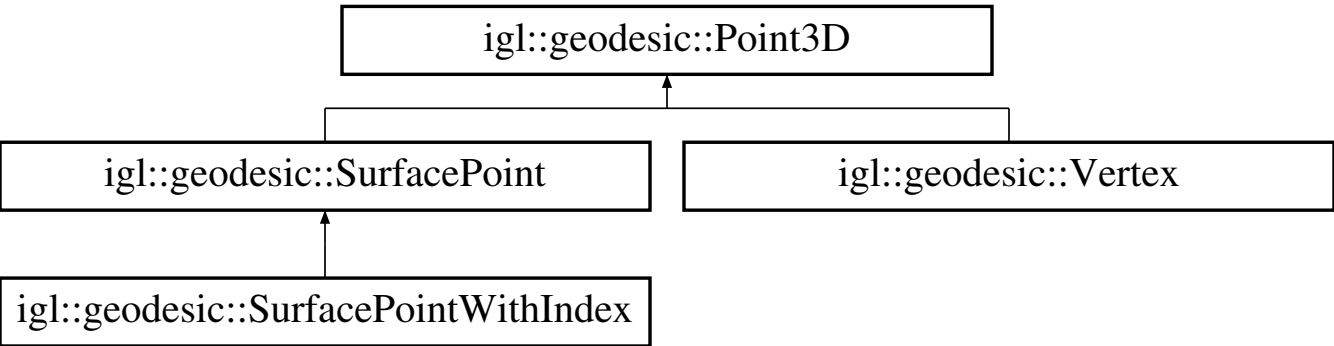 igl::geodesic::Point3D
igl::geodesic::SurfacePoint
igl::geodesic::Vertex
igl::geodesic::SurfacePointWithIndex